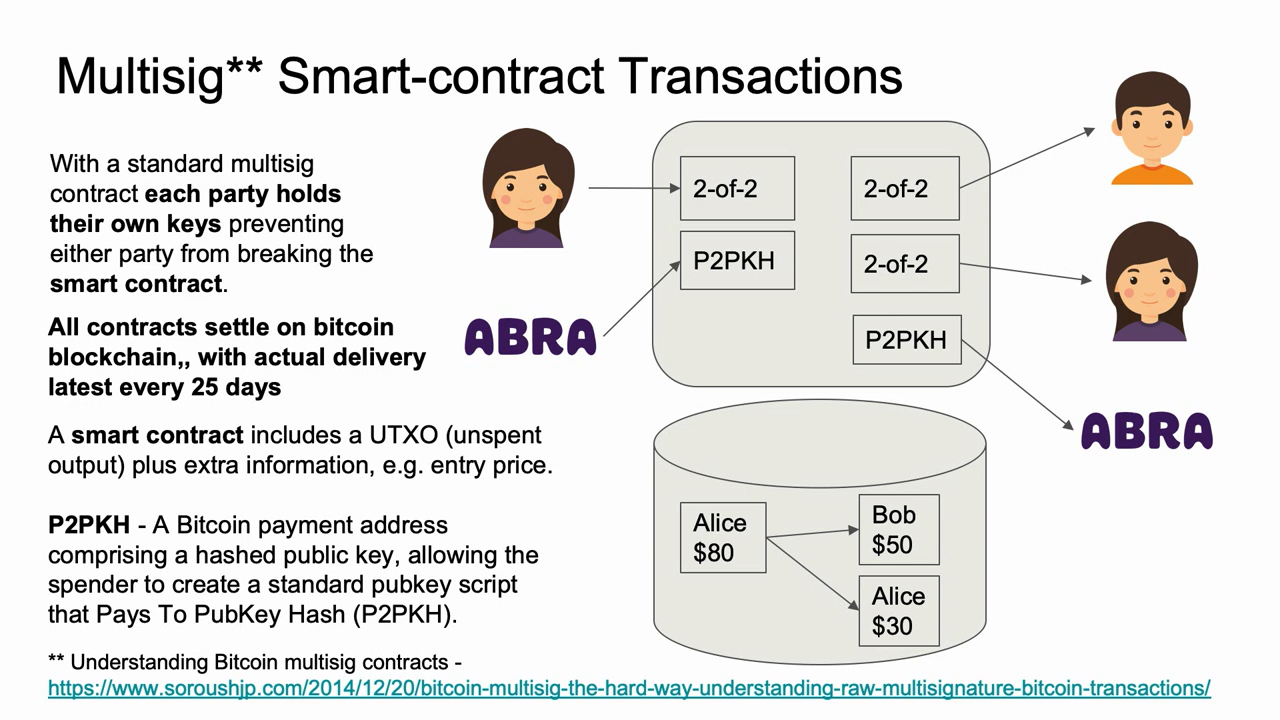 Multisig** Smart-contract Transactions
With a standard multisig
contract each party holds
their own keys preventing
either party from breaking the
smart contract.
All contracts settle on bitcoin
blockchain,, with actual delivery
latest every 25 days
A smart contract includes a UTXO (unspent
output) plus extra information, e.g. entry price.
P2PKH - A Bitcoin payment address
comprising a hashed public key, allowing the
spender to create a standard pubkey script
that Pays To PubKey Hash (P2PKH).
** Understanding Bitcoin multisig contracts -
https://www.soroushjp.com/2014/12/20/bitcoin-multisig-the-hard-way-understanding-raw-multisignature-bitcoin-transactions/
ABRA
2-of-2
P2PKH
2-of-2
2-of-2
P2PKH
ABRA
Alice
$80
Bob
$50
Alice
$30